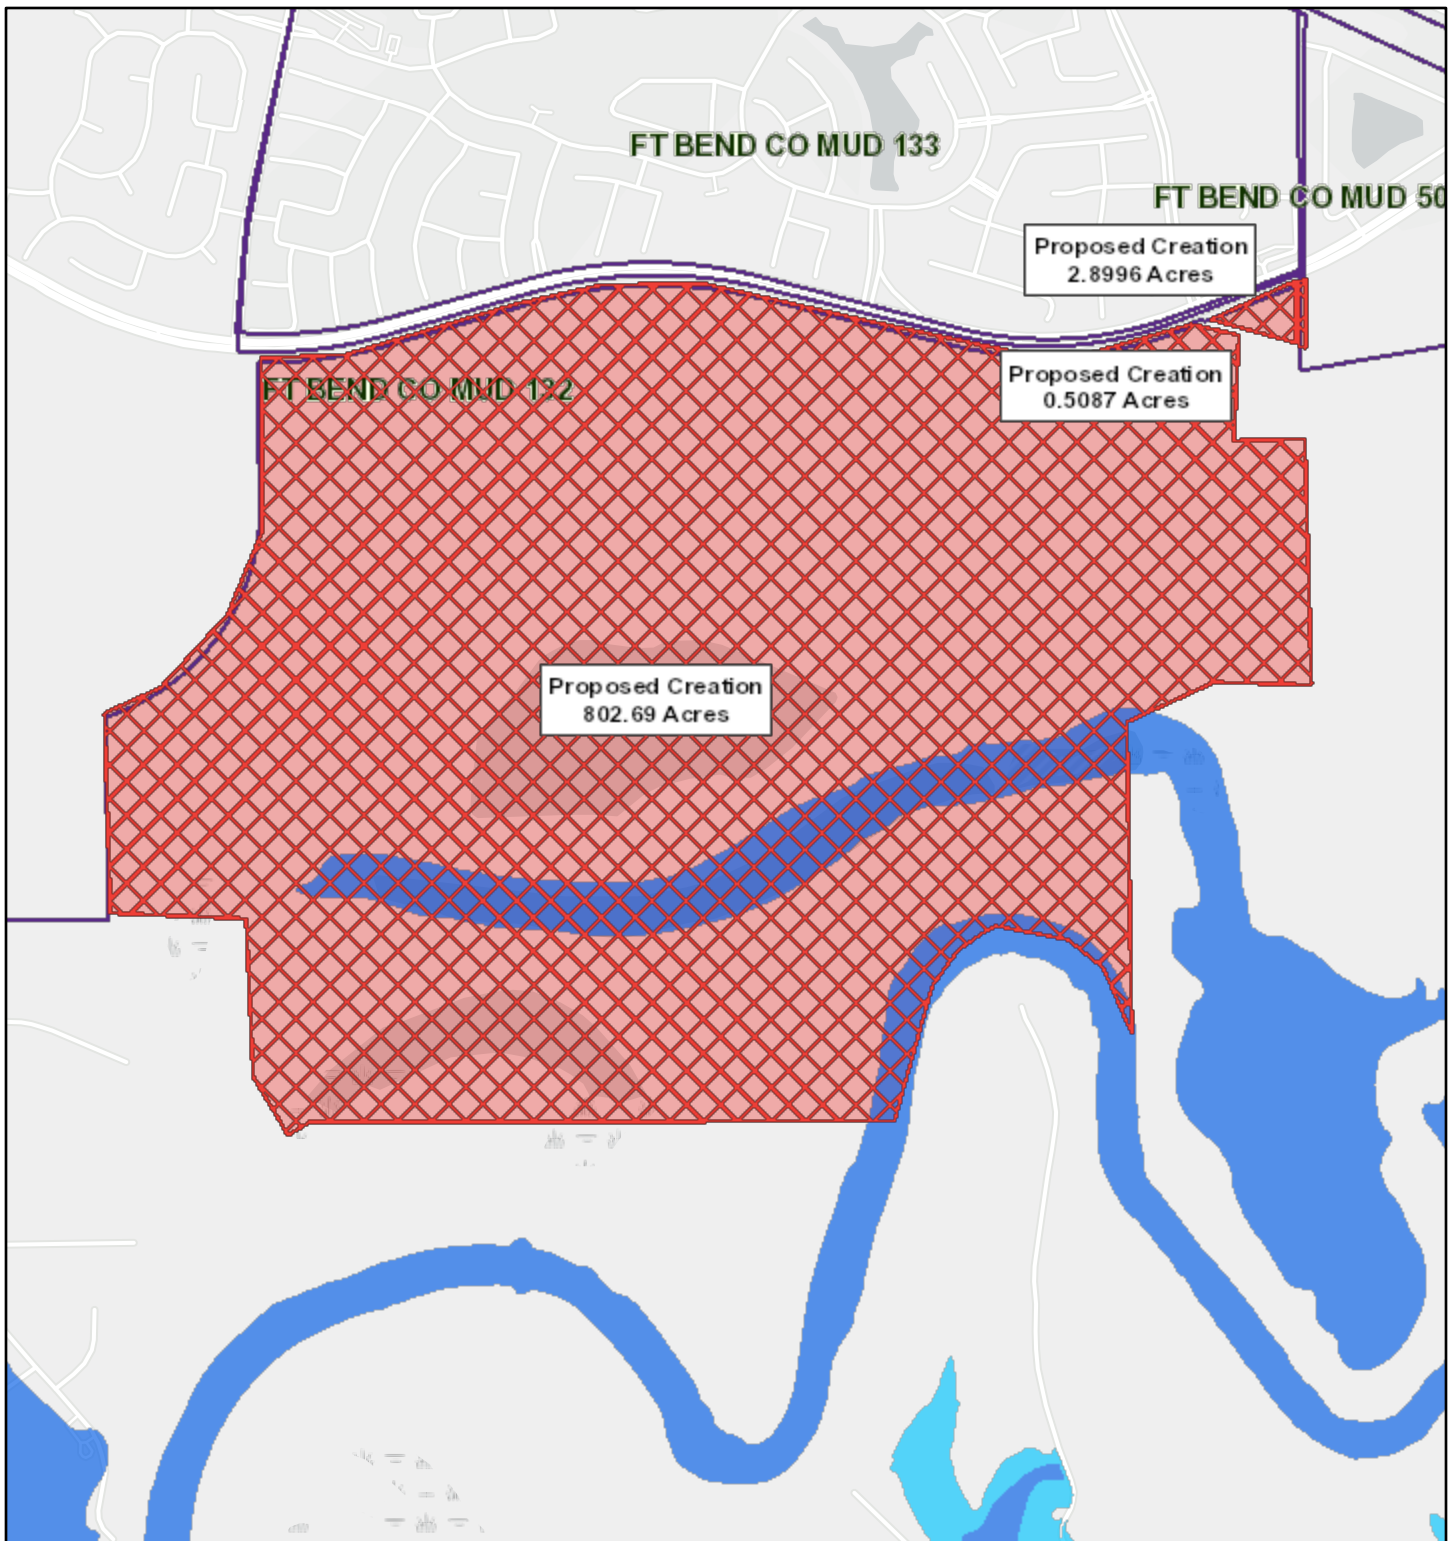 FT BEND CO MUD 133
FT BEND CO MUD 50
Proposed Creation
2.8996 Acres
Proposed Creation
0.5087 Acres
FT BEND CO MUD 132
Proposed Creation
802.69 Acres